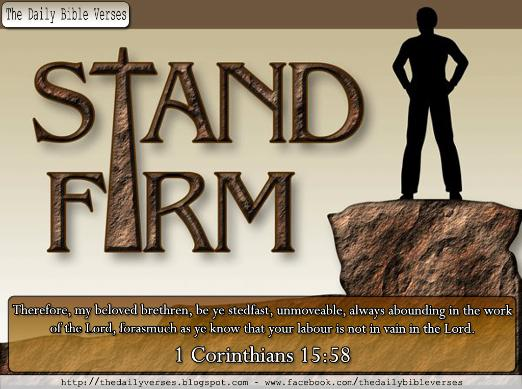 The Daily Bible Verses
STAND
FIRM
Therefore, my beloved brethren, be ye stedfast, unmoveable, always abounding in the work
of the Lord, forasmuch as ye know that your labour is not in vain in the Lord.
1 Corinthians 15:58
http://thedailyverses.blogspot.com - www.facebook.com/thedailybibleverses